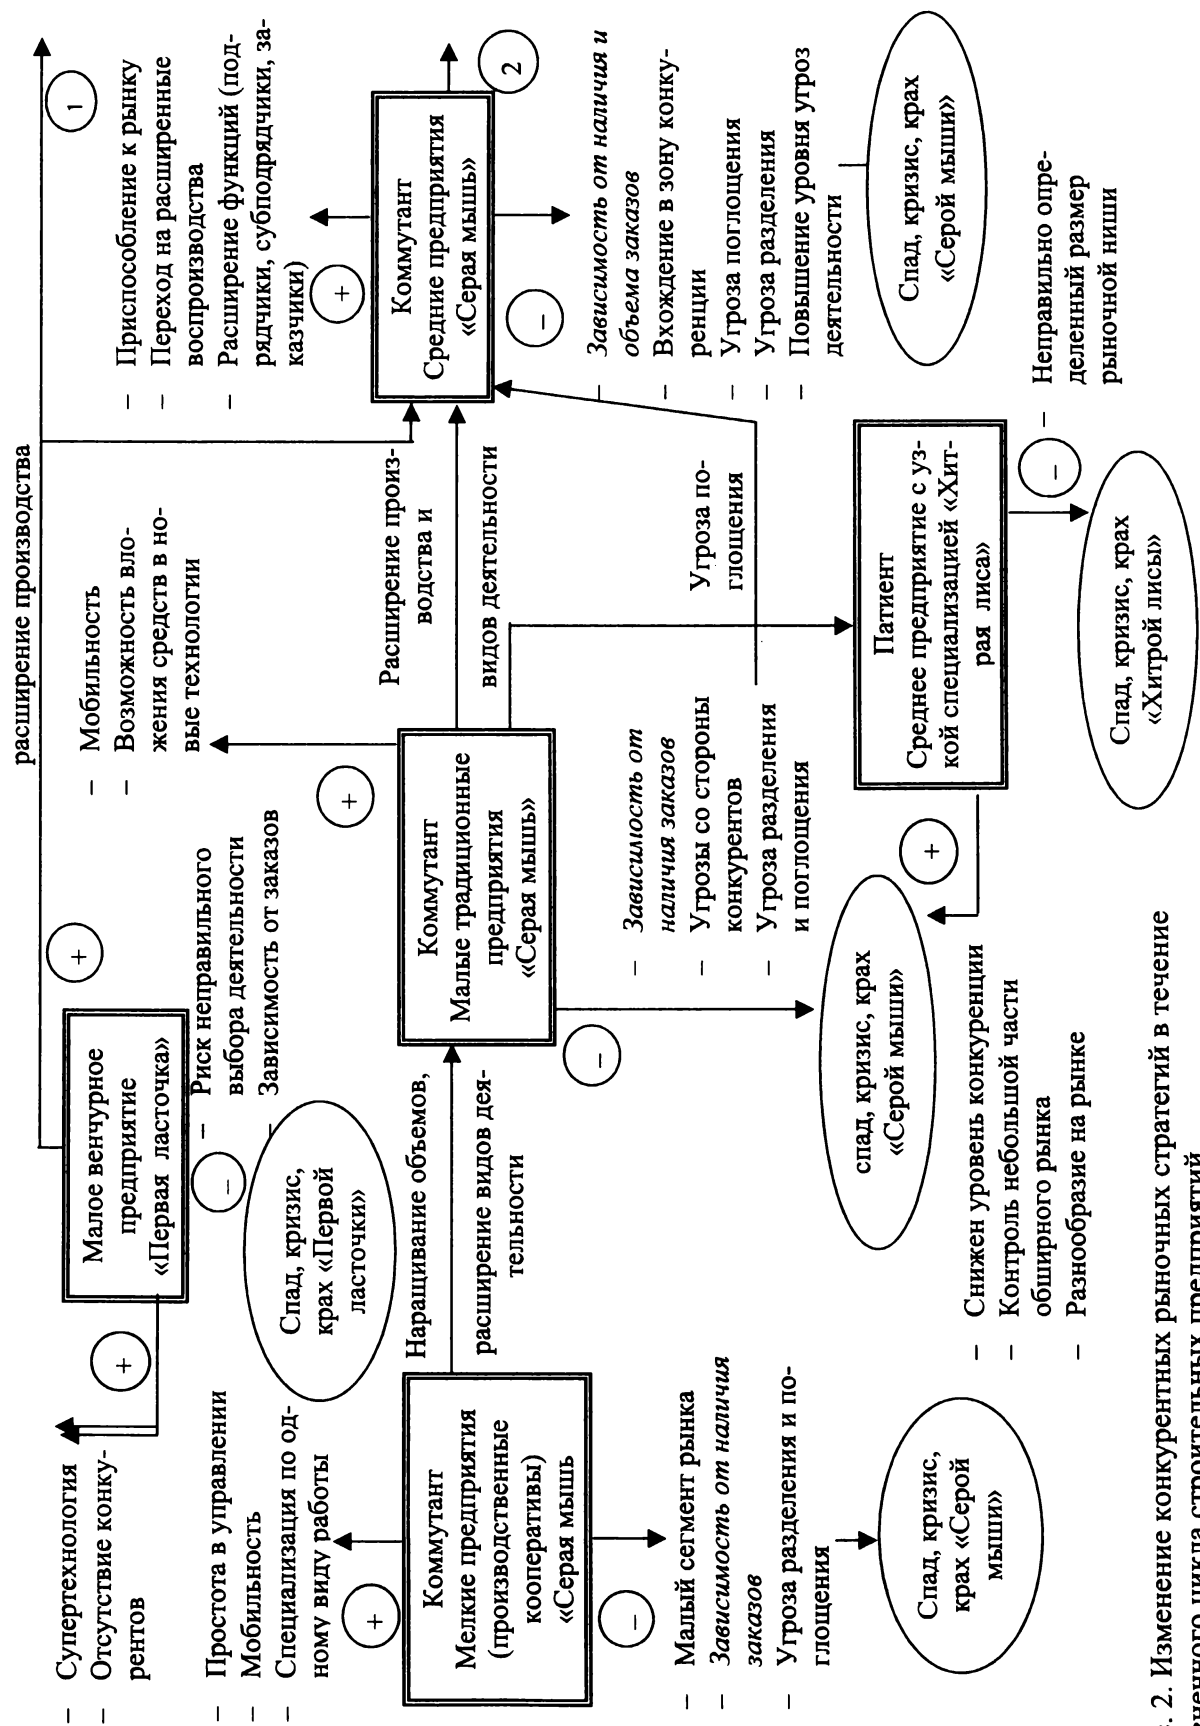 – Супертехнология
– Отсутствие конку-
рентов
+
Малое венчурное
предприятие
«Первая ласточка»
+
расширение производства
1
–
– Риск неправильного
выбора деятельности
– Зависимость от заказов
Спад, кризис,
крах «Первой
ласточки»
– Простота в управлении
– Мобильность
– Специализация по од-
ному виду работы
+
Коммутант
Мелкие предприятия
(производственные
кооперативы)
«Серая мышь
–
– Малый сегмент рынка
– Зависимость от наличия
заказов
– Угроза разделения и по-
глощения
Спад, кризис,
крах «Серой
мыши»
Наращивание объемов,
расширение видов дея-
тельности
– Мобильность
– Возможность вло-
жения средств в но-
вые технологии
+
Коммутант
Малые традиционные
предприятия
«Серая мышь»
–
– Зависимость от
наличия заказов
– Угрозы со стороны
конкурентов
– Угроза разделения
и поглощения
спад, кризис, крах
«Серой мыши»
Расширение произ-
водства и
видов деятельности
Угроза по-
глощения
– Приспособление к рынку
– Переход на расширенные
воспроизводства
– Расширение функций (под-
рядчики, субподрядчики, за-
казчики)
+
Коммутант
Средние предприятия
«Серая мышь»
2
–
– Зависимость от наличия и
объема заказов
– Вхождение в зону конку-
ренции
– Угроза поглощения
– Угроза разделения
– Повышение уровня угроз
деятельности
Спад, кризис, крах
«Серой мыши»
Патиент
Среднее предприятие с уз-
кой специализацией «Хит-
рая лиса»
+
– Снижен уровень конкуренции
– Контроль небольшой части
обширного рынка
– Разнообразие на рынке
–
– Неправильно опре-
деленный размер
рыночной ниши
Спад, кризис, крах
«Хитрой лисы»
. 2. Изменение конкурентных рыночных стратегий в течение
цикла строительных предприятий